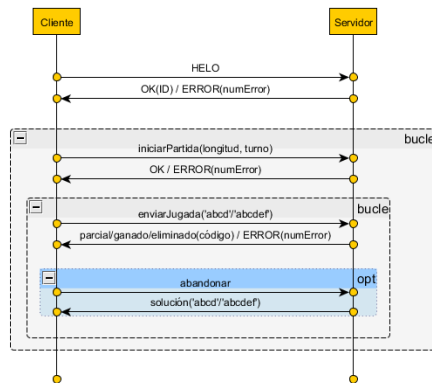 Cliente
Servidor
HELO
OK(ID) / ERROR(numError)
bucle
iniciarPartida(longitud, turno)
OK / ERROR(numError)
bucle
enviarJugada('abcd'/'abcdef')
parcial/ganado/eliminado(código) / ERROR(numError)
opt
abandonar
solución('abcd'/'abcdef')